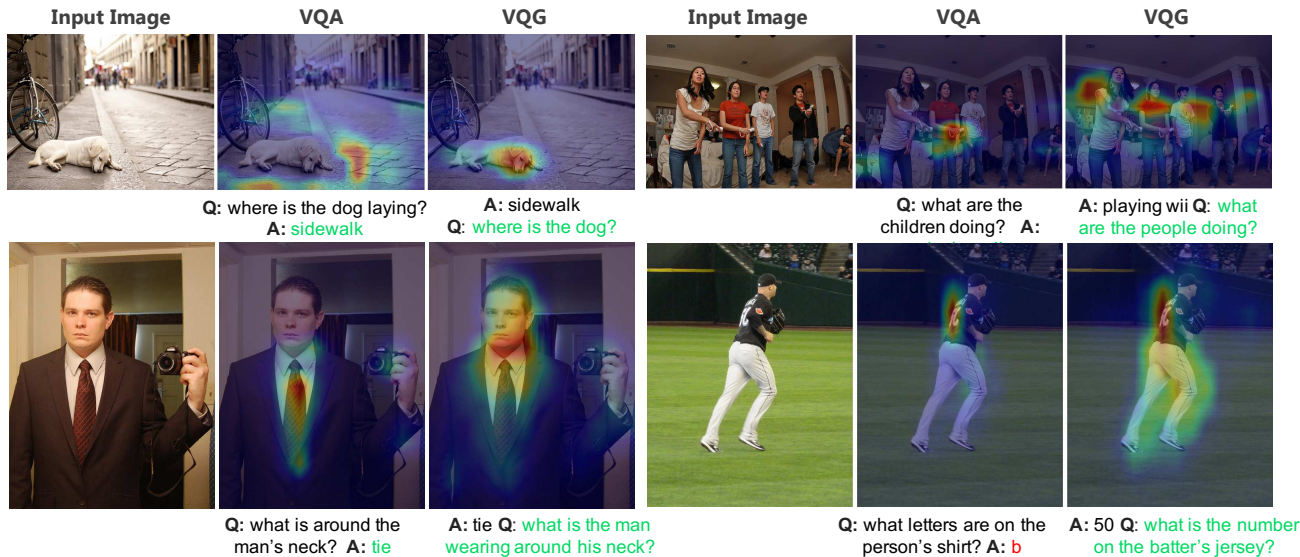 Input Image VQA VQG Input Image VQA VQG
Q: where is the dog laying?
A: sidewalk
A: sidewalk
Q: where is the dog?
Q: what are the
children doing? A:
A: playing wii Q: what
are the people doing?
Q: what is around the
man's neck? A: tie
A: tie Q: what is the man
wearing around his neck?
Q: what letters are on the
person's shirt? A: b
A: 50 Q: what is the number
on the batter's jersey?